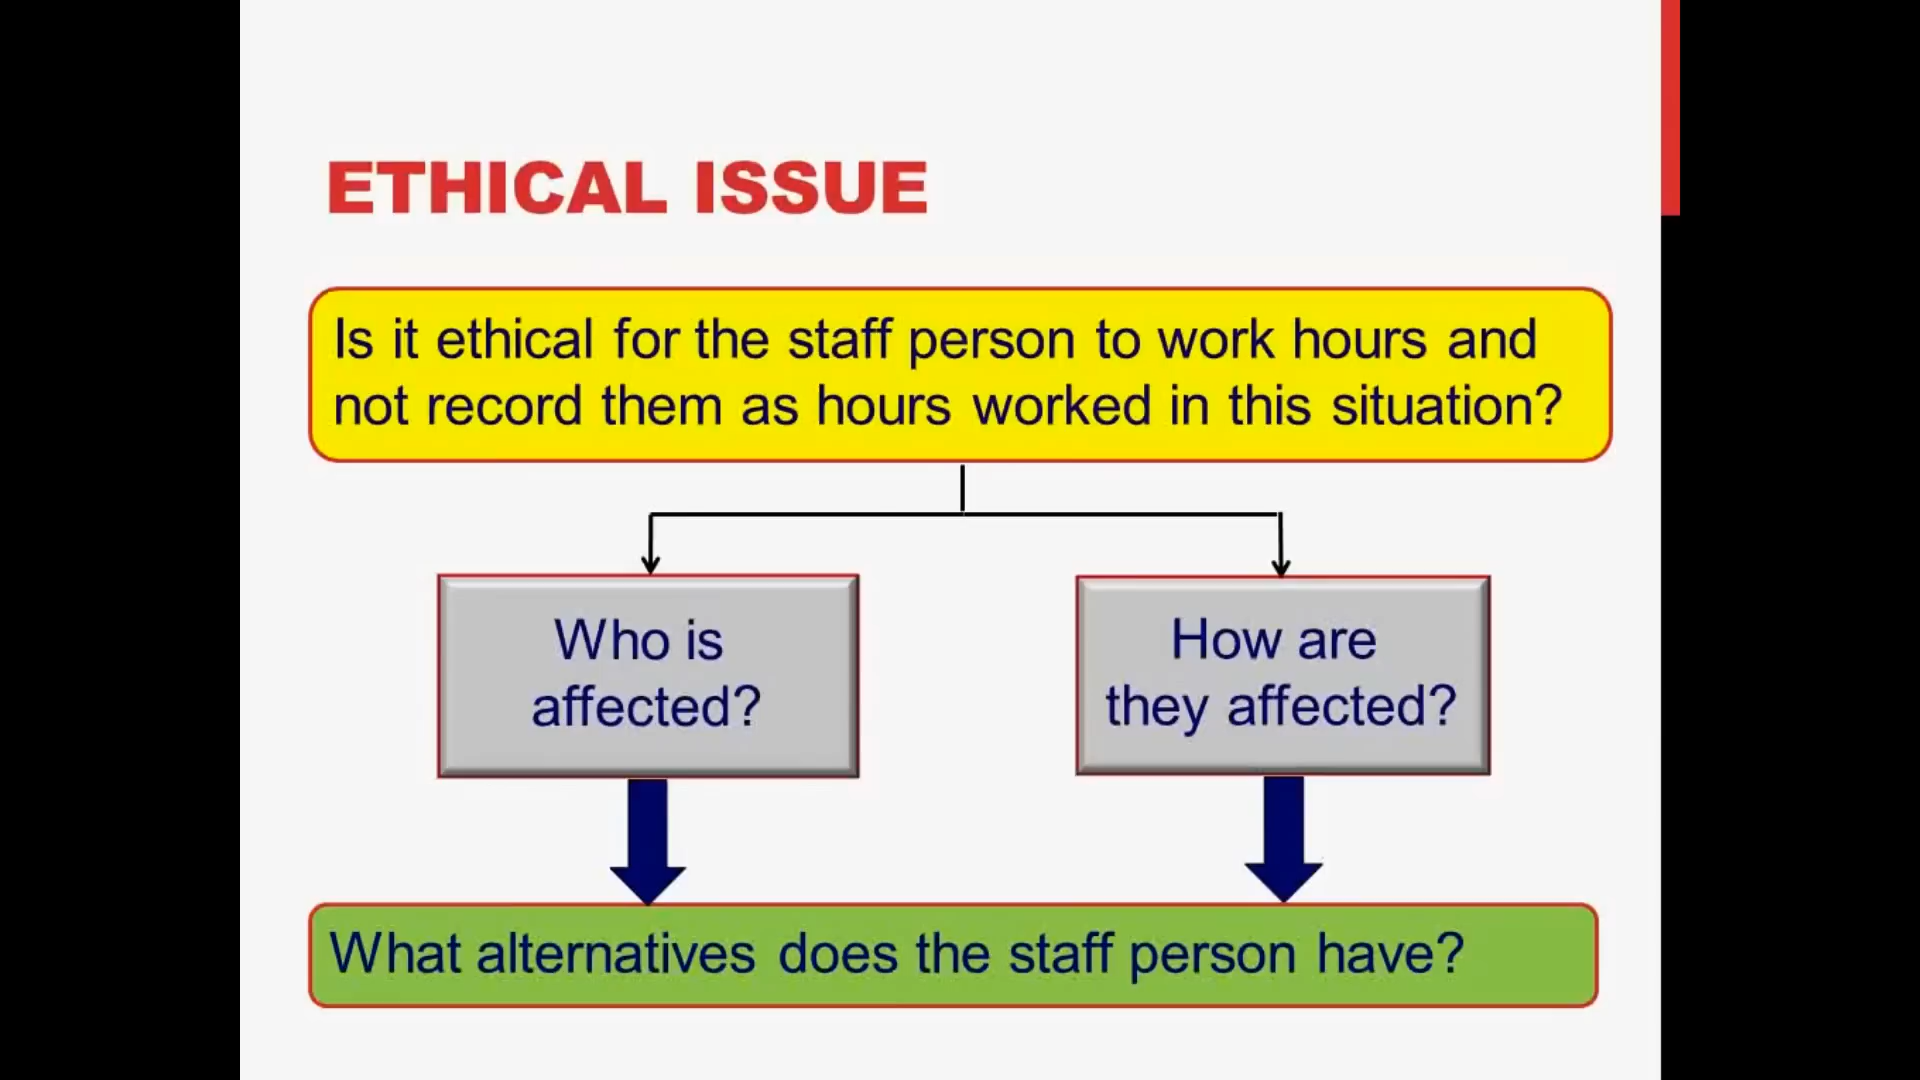 ETHICAL ISSUE
Is it ethical for the staff person to work hours and
not record them as hours worked in this situation?
Who is
affected?
How are
they affected?
What alternatives does the staff person have?